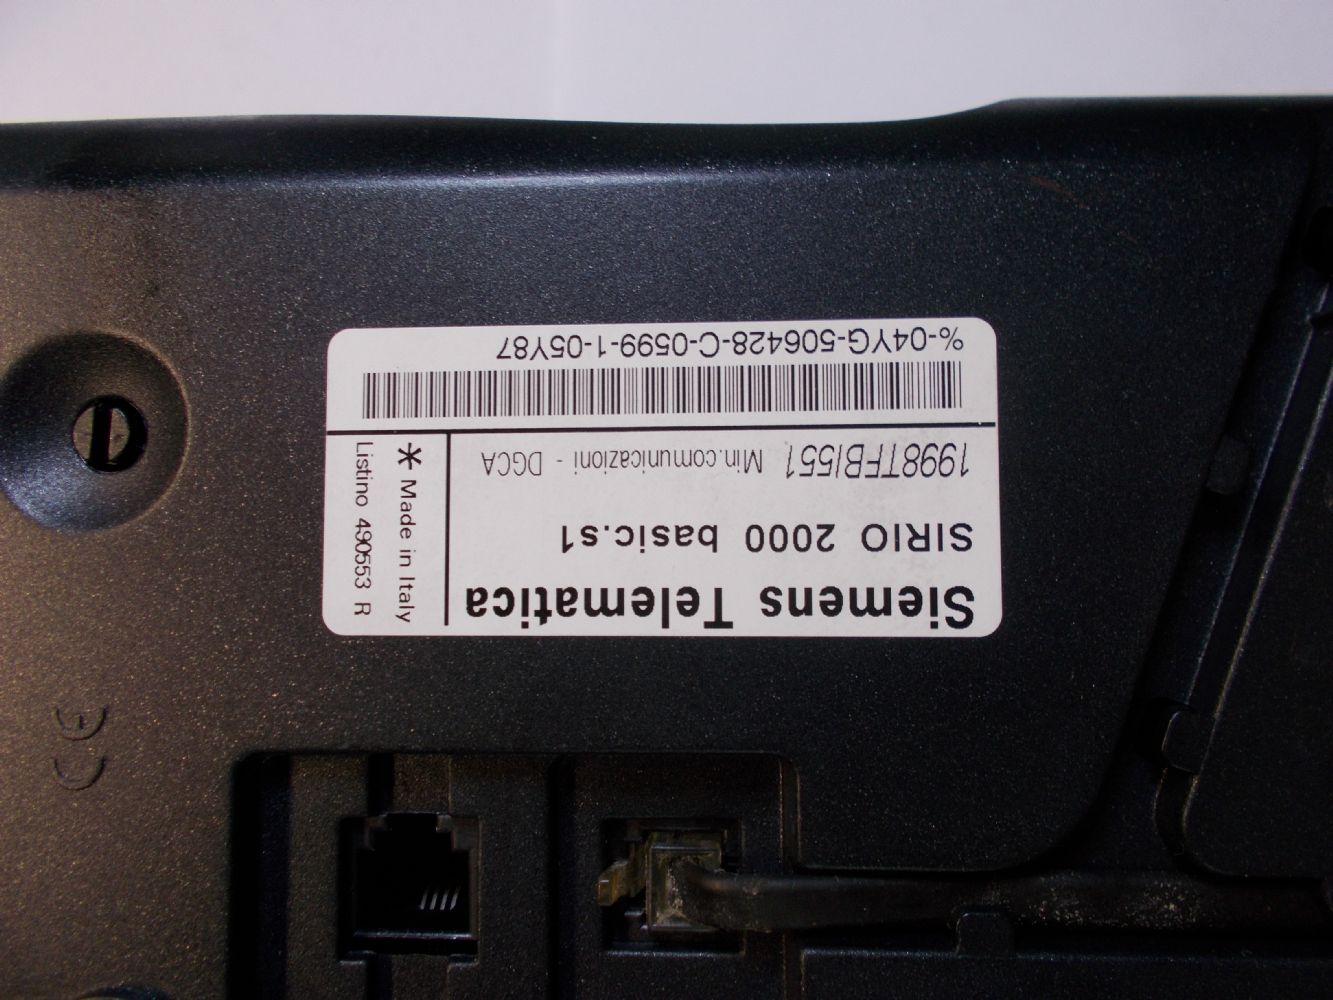 Siemens Telematica
SIRIO 2000 basic.s1
1998TFBI551 Min.comunicazioni - DGCA
%-04YG-506428-C-0599-1-05Y87
* Made in Italy
Listino 490553 R
CE